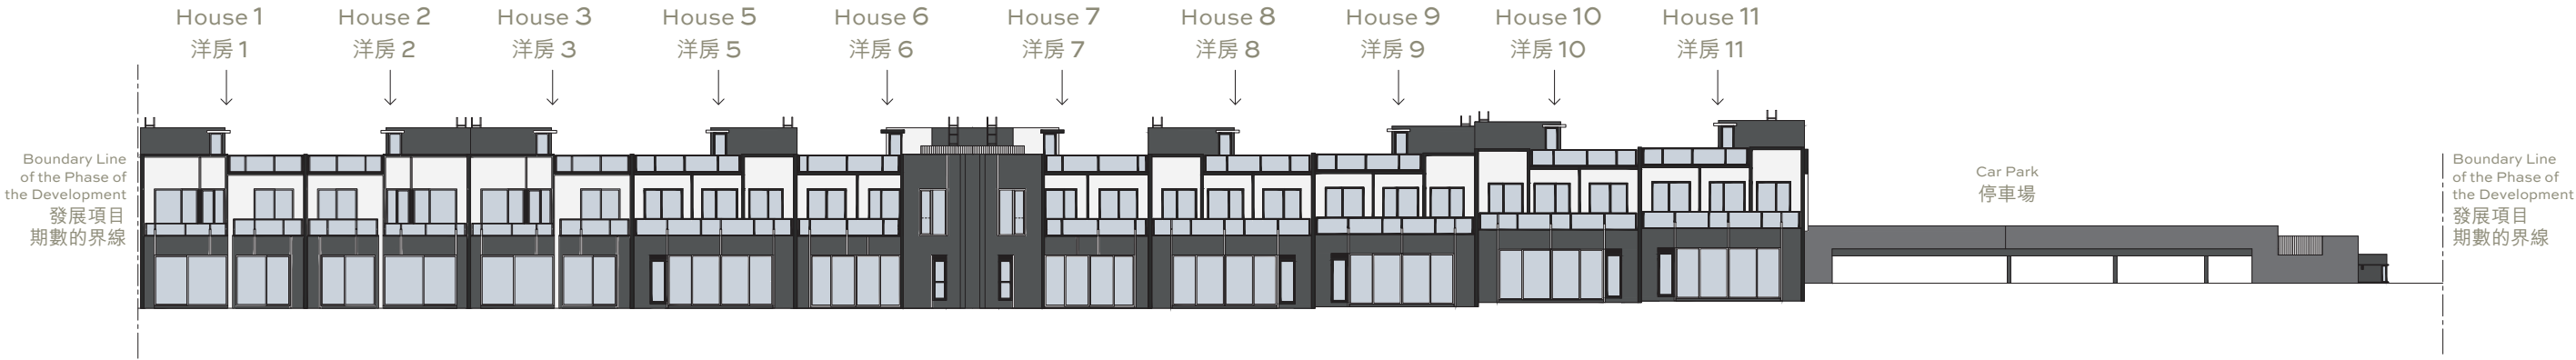 House 1
洋房 1
House 2
洋房 2
House 3
洋房 3
House 5
洋房 5
House 6
洋房 6
House 7
洋房 7
House 8
洋房 8
House 9
洋房 9
House 10
洋房 10
House 11
洋房 11
Boundary Line
of the Phase of
the Development
發展項目
期數的界線
Car Park
停車場
Boundary Line
of the Phase of
the Development
發展項目
期數的界線